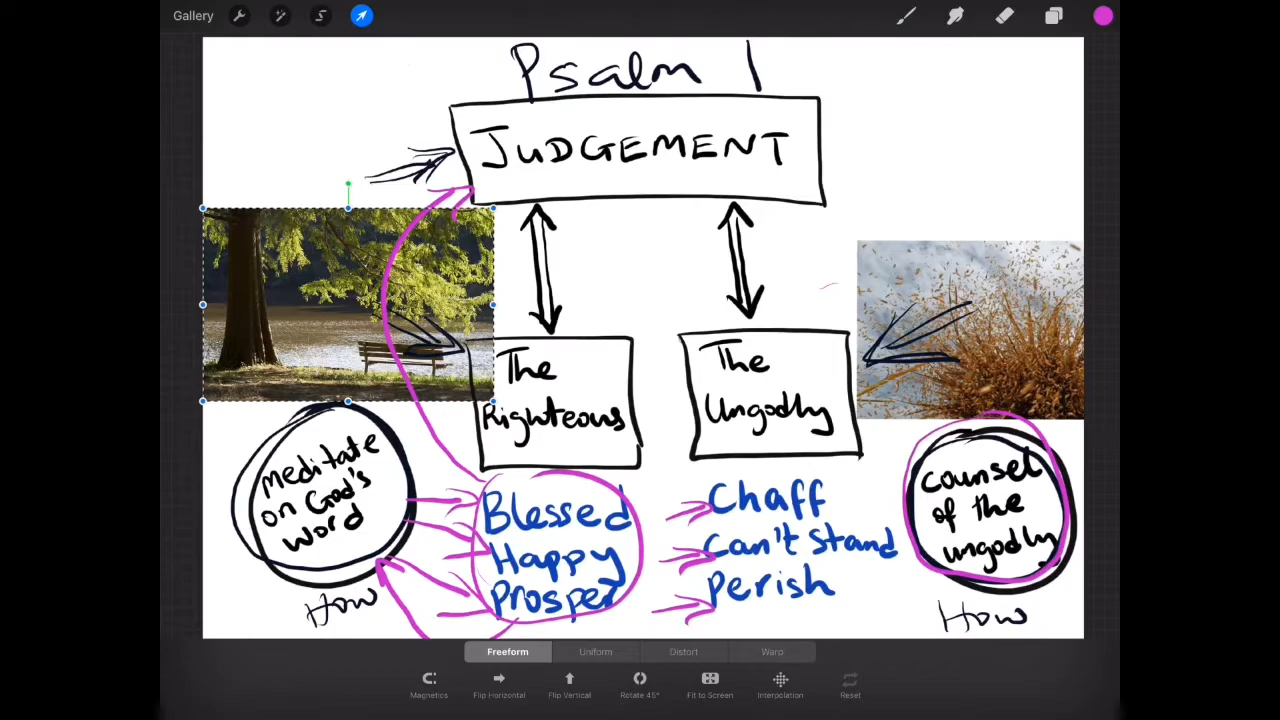 Gallery
Psalm 1
JUDGEMENT
The
Righteous
The
Ungodly
meditate
on God's
word
How
Blessed
Happy
Prosper
Chaff
Can't Stand
Perish
counsel
of the
ungodly
How
Freeform
Uniform
Distort
Warp
Magnetics
Flip Horizontal
Flip Vertical
Rotate 45°
Fit to Screen
Interpolation
Reset